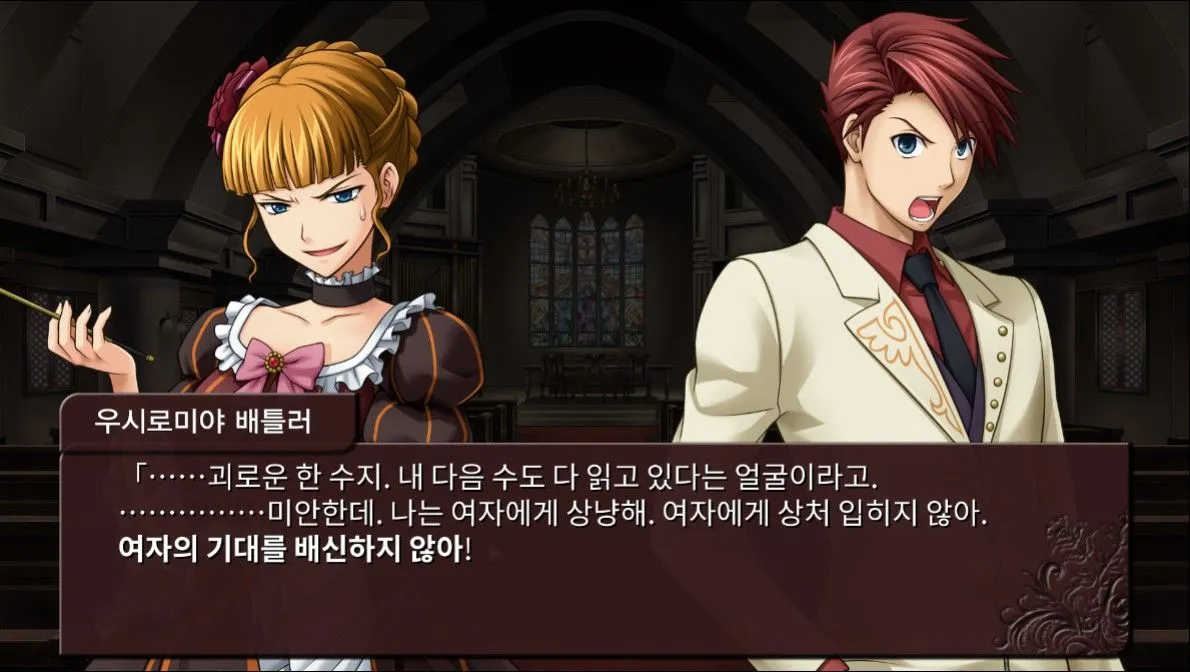 우시로미야 배틀러
「……괴로운 한 수지. 내 다음 수도 다 읽고 있다는 얼굴이라고.
……………미안한데. 나는 여자에게 상냥해. 여자에게 상처 입히지 않아.
여자의 기대를 배신하지 않아!